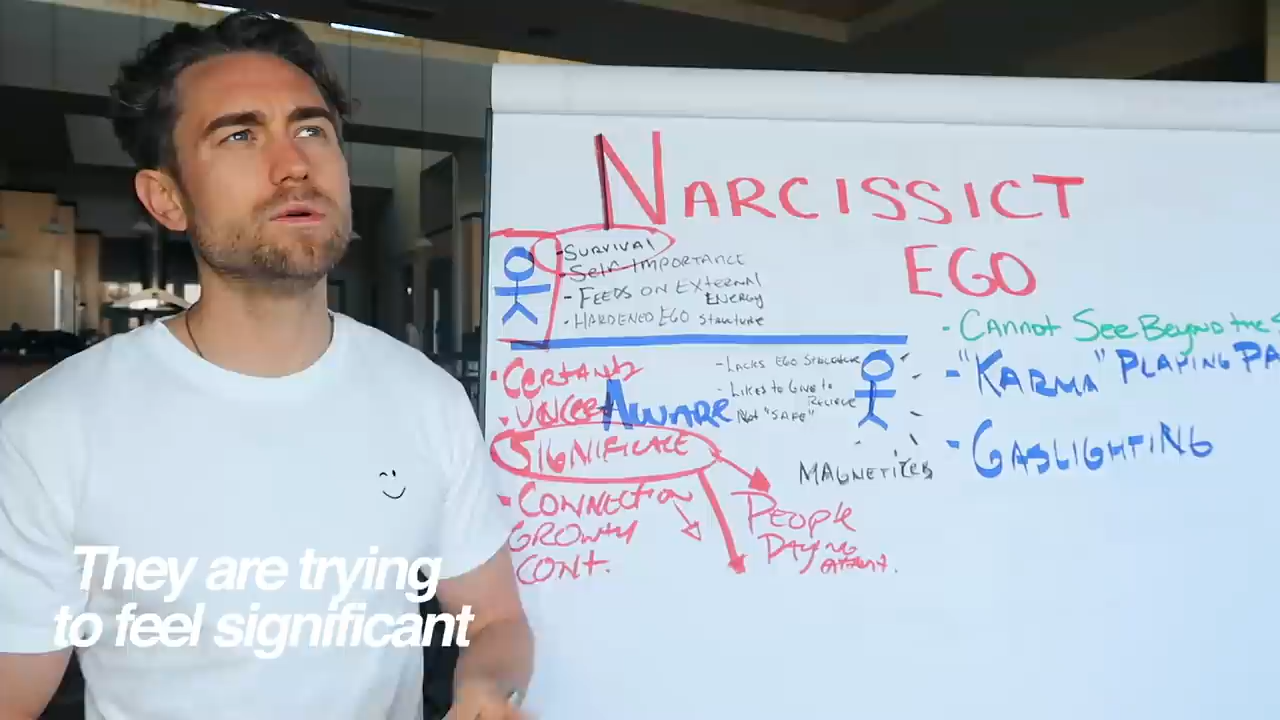 NARCISSICT
EGO
-SURVIVAL
-SELF IMPORTANCE
- FEEDS ON EXTERNAL
ENERGY
- HARDENED EGO Structure
- CANNOT SEE BEYOND THE
- "KARMA" PLAYING PA
- GASLIGHTING
- LACKS EGO STRUCTURE
- LIKES TO GIVE to
RECIEVE
NOT "SAFE"
MAGNETIZES
AWARE
• CERTAINTY
• UNCER
SIGNIFICANCE
• CONNECTION
GROWTH
CONT.
PEOPLE
PAYING
ATTENT.
They are trying
to feel significant